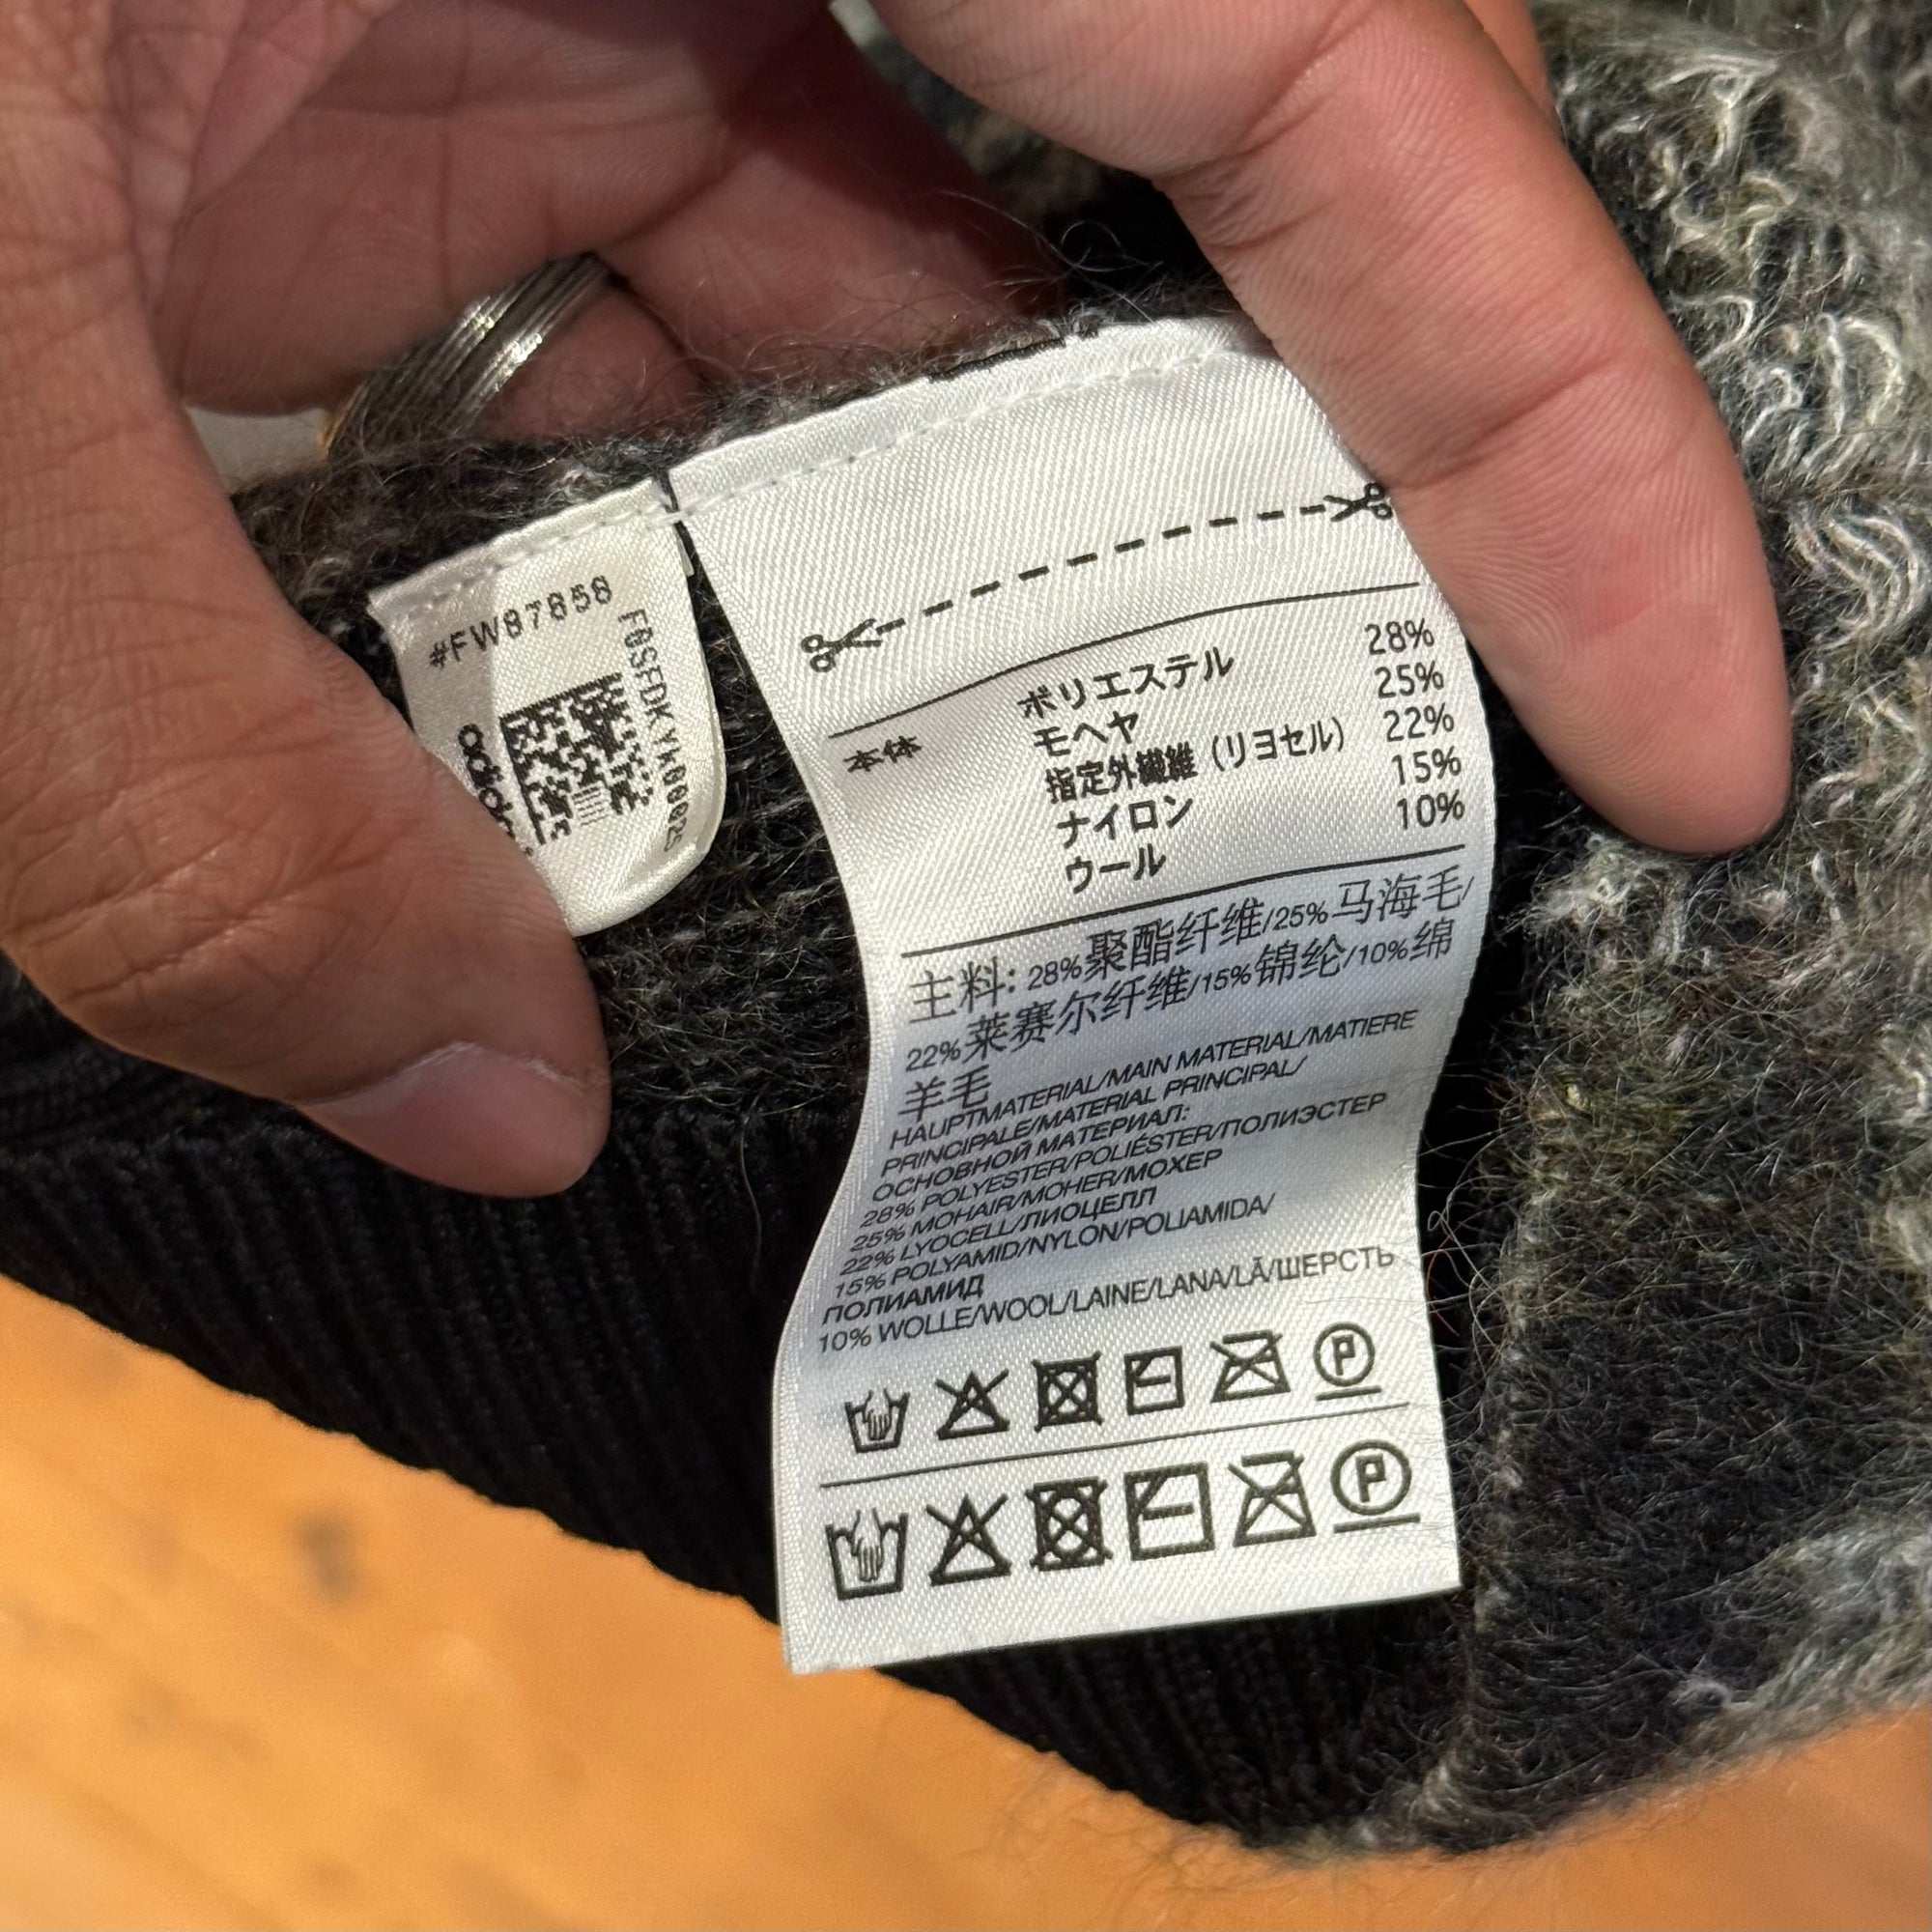 #FW87858
adidas
本体
ポリエステル 28%
モヘヤ 25%
指定外繊維（リヨセル） 22%
ナイロン 15%
ウール 10%
主料: 28%聚酯纤维/25%马海毛/
22%莱赛尔纤维/15%锦纶/10%绵
羊毛
HAUPTMATERIAL/MAIN MATERIAL/MATIERE
PRINCIPALE/MATERIAL PRINCIPAL/
ОСНОВНОЙ МАТЕРИАЛ:
28% POLYESTER/POLIÉSTER/ПОЛИЭСТЕР
25% MOHAIR/MOHER/МОХЕР
22% LYOCELL/ЛИОЦЕЛЛ
15% POLYAMID/NYLON/POLIAMIDA/
ПОЛИАМИД
10% WOLLE/WOOL/LAINE/LANA/LÃ/ШЕРСТЬ
P
P